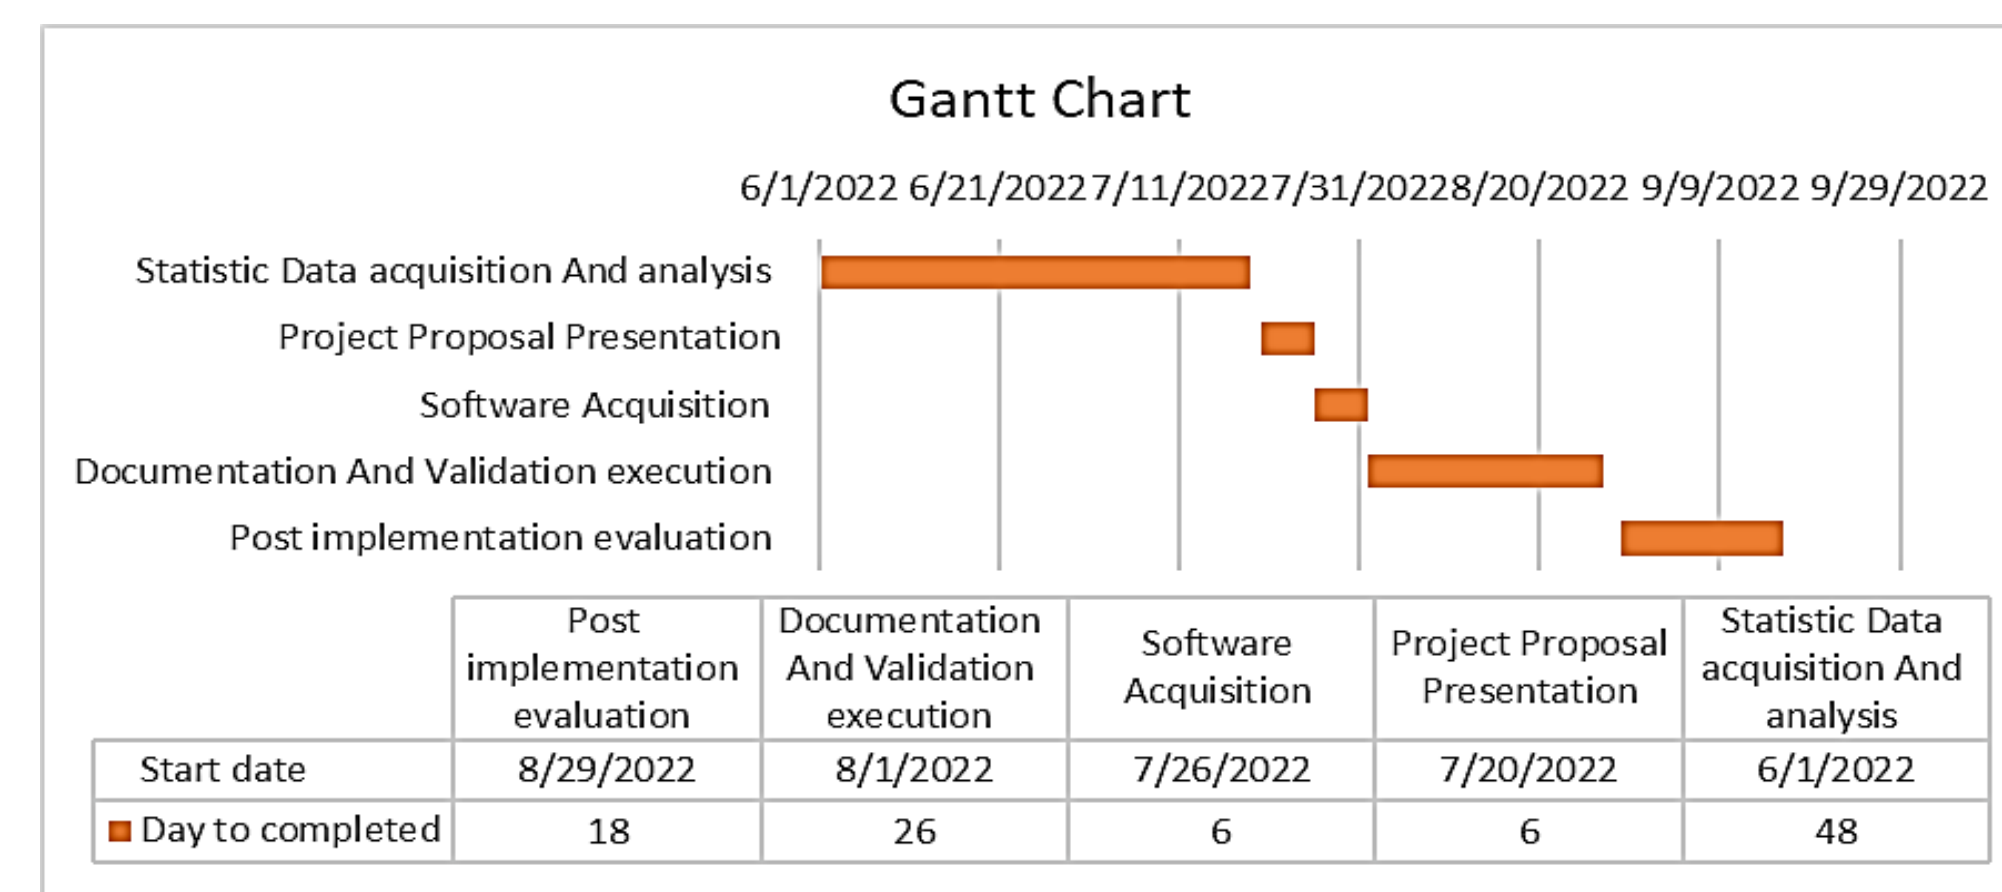 Gantt Chart
6/1/2022 6/21/2022 7/11/2022 7/31/2022 8/20/2022 9/9/2022 9/29/2022
Statistic Data acquisition And analysis
Project Proposal Presentation
Software Acquisition
Documentation And Validation execution
Post implementation evaluation
Post implementation evaluation Documentation And Validation execution Software Acquisition Project Proposal Presentation Statistic Data acquisition And analysis
Start date 8/29/2022 8/1/2022 7/26/2022 7/20/2022 6/1/2022
Day to completed 18 26 6 6 48